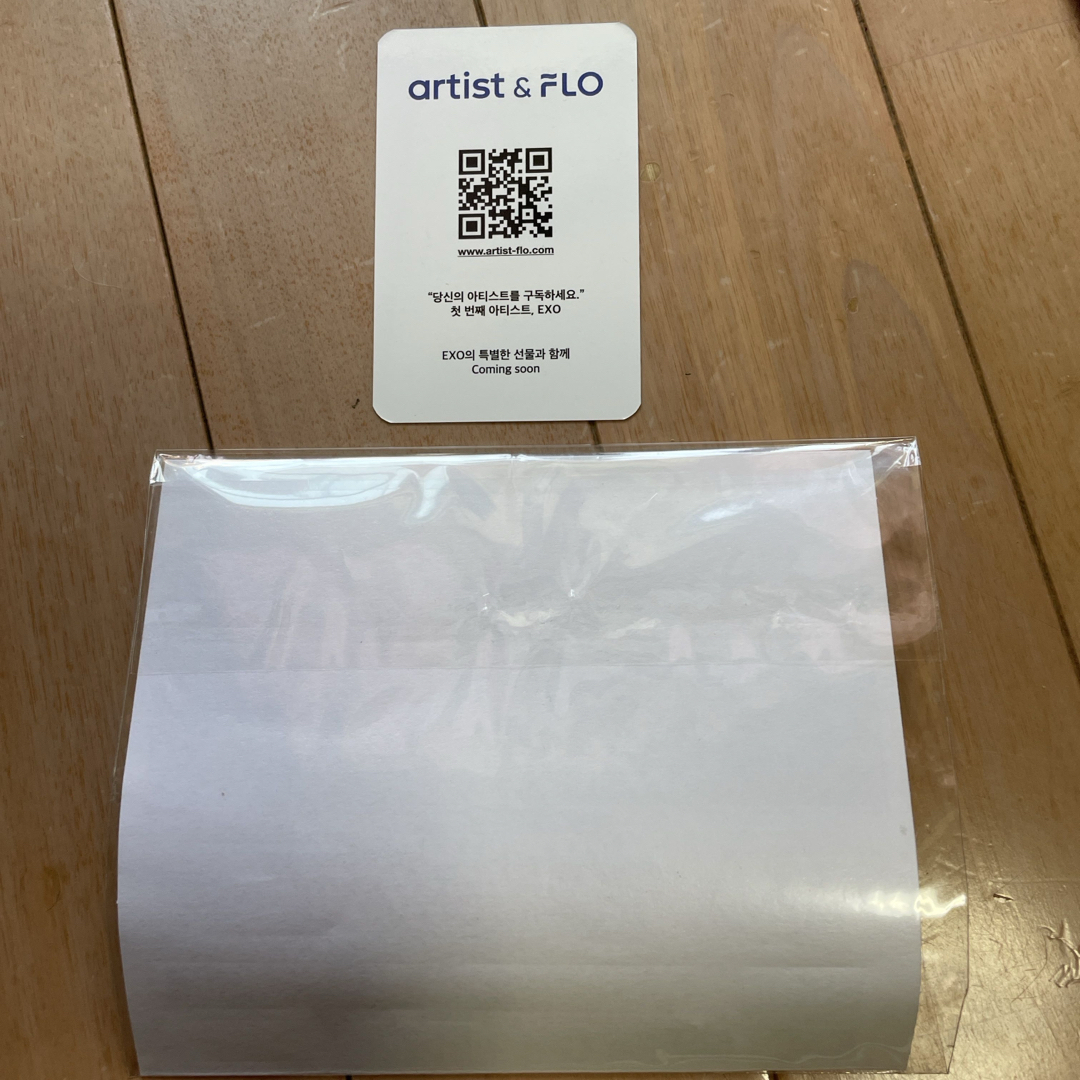 artist & FLO
www.artist-flo.com
“당신의 아티스트를 구독하세요.”
첫 번째 아티스트, EXO
EXO의 특별한 선물과 함께
Coming soon